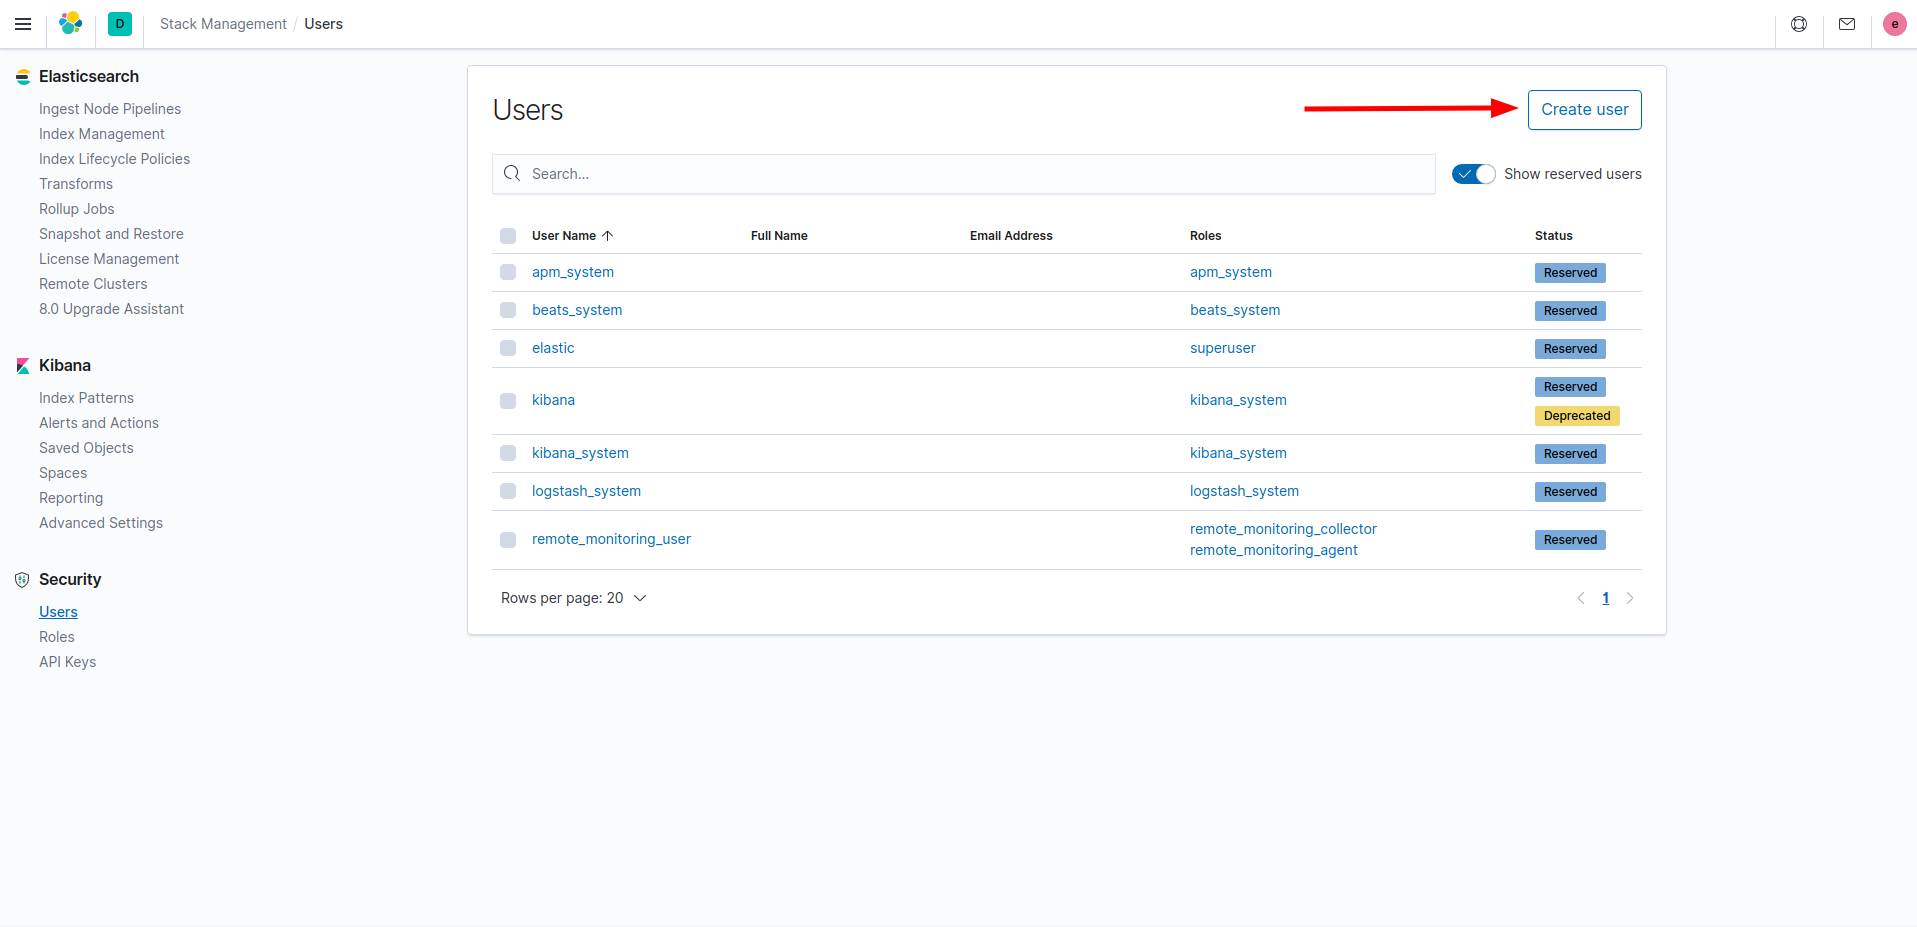 D Stack Management / Users e
Elasticsearch
Ingest Node Pipelines
Index Management
Index Lifecycle Policies
Transforms
Rollup Jobs
Snapshot and Restore
License Management
Remote Clusters
8.0 Upgrade Assistant
Kibana
Index Patterns
Alerts and Actions
Saved Objects
Spaces
Reporting
Advanced Settings
Security
Users
Roles
API Keys
Users Create user
Search... Show reserved users
User Name Full Name Email Address Roles Status
apm_system apm_system Reserved
beats_system beats_system Reserved
elastic superuser Reserved
kibana kibana_system Reserved
Deprecated
kibana_system kibana_system Reserved
logstash_system logstash_system Reserved
remote_monitoring_user remote_monitoring_collector Reserved
remote_monitoring_agent
Rows per page: 20 1